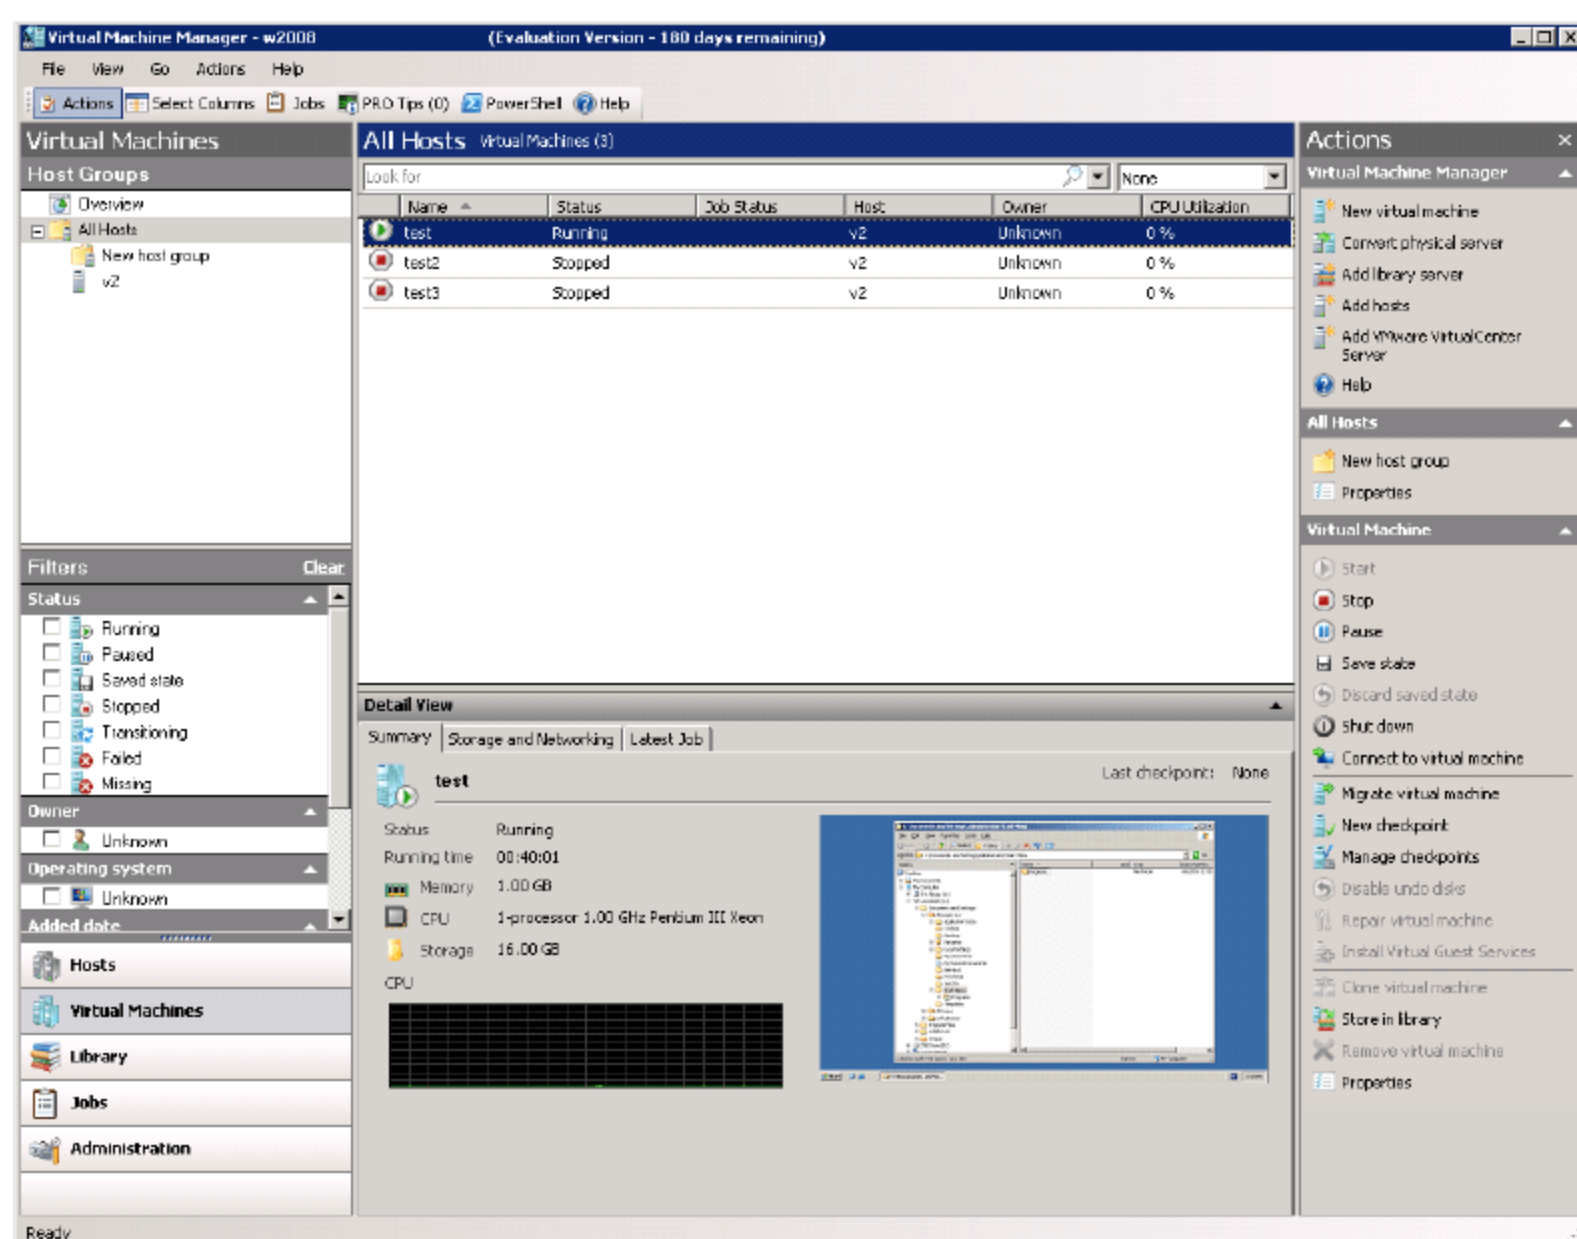 Virtual Machine Manager - w2008 (Evaluation Version - 180 days remaining)
File View Go Actions Help
Actions Select Columns Jobs PRO Tips (0) PowerShell Help
Virtual Machines
Host Groups
Overview
All Hosts
New host group
v2
Filters Clear
Status
Running
Paused
Saved state
Stopped
Transitioning
Failed
Missing
Owner
Unknown
Operating system
Unknown
Added date
Hosts
Virtual Machines
Library
Jobs
Administration
All Hosts Virtual Machines (3)
Look for None
Name Status Job Status Host Owner CPU Utilization
test Running v2 Unknown 0 %
test2 Stopped v2 Unknown 0 %
test3 Stopped v2 Unknown 0 %
Detail View
Summary Storage and Networking Latest Job
test Last checkpoint: None
Status Running
Running time 00:40:01
Memory 1.00 GB
CPU 1-processor 1.00 GHz Pentium III Xeon
Storage 16.00 GB
CPU
Actions
Virtual Machine Manager
New virtual machine
Convert physical server
Add library server
Add hosts
Add VMware VirtualCenter
Server
Help
All Hosts
New host group
Properties
Virtual Machine
Start
Stop
Pause
Save state
Discard saved state
Shut down
Connect to virtual machine
Migrate virtual machine
New checkpoint
Manage checkpoints
Disable undo disks
Repair virtual machine
Install Virtual Guest Services
Clone virtual machine
Store in library
Remove virtual machine
Properties
Ready